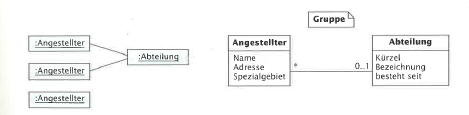 :Angestellter
:Abteilung
:Angestellter
:Angestellter
Gruppe
Angestellter
Name
Adresse
Spezialgebiet
* 0..1
Abteilung
Kürzel
Bezeichnung
besteht seit